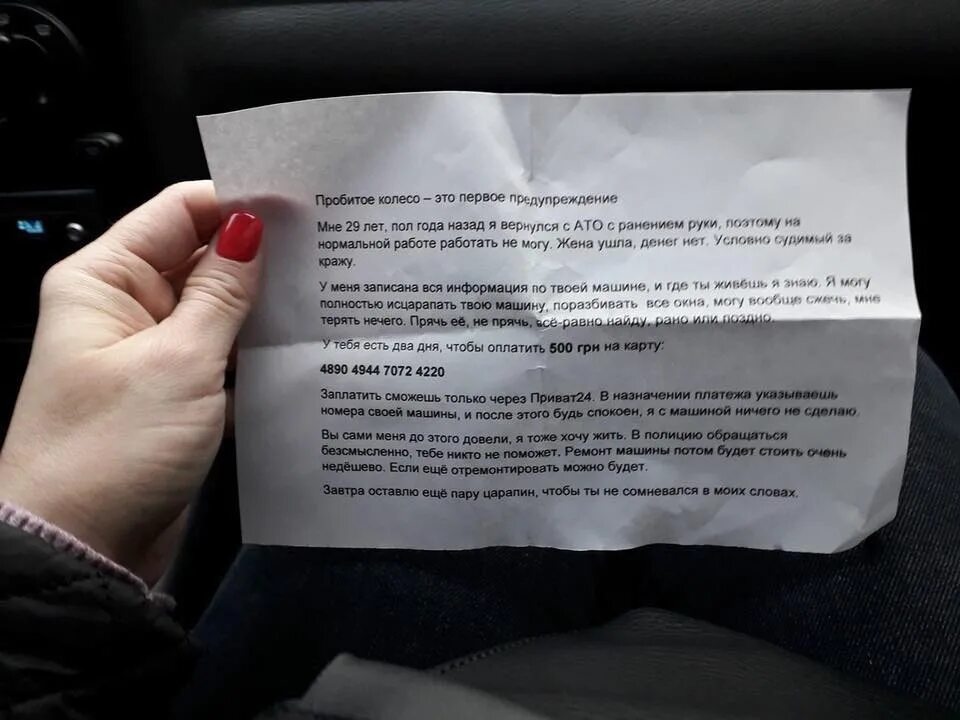 Пробитое колесо – это первое предупреждение
Мне 29 лет, пол года назад я вернулся с АТО с ранением руки, поэтому на
нормальной работе работать не могу. Жена ушла, денег нет. Условно судимый за
кражу.
У меня записана вся информация по твоей машине, и где ты живёшь я знаю. Я могу
полностью исцарапать твою машину, поразбивать все окна, могу вообще сжечь, мне
терять нечего. Прячь её, не прячь, всё-равно найду, рано или поздно.
У тебя есть два дня, чтобы оплатить 500 грн на карту:
4890 4944 7072 4220
Заплатить сможешь только через Приват24. В назначении платежа указываешь
номера своей машины, и после этого будь спокоен, я с машиной ничего не сделаю.
Вы сами меня до этого довели, я тоже хочу жить. В полицию обращаться
безсмысленно, тебе никто не поможет. Ремонт машины потом будет стоить очень
недёшево. Если ещё отремонтировать можно будет.
Завтра оставлю ещё пару царапин, чтобы ты не сомневался в моих словах.